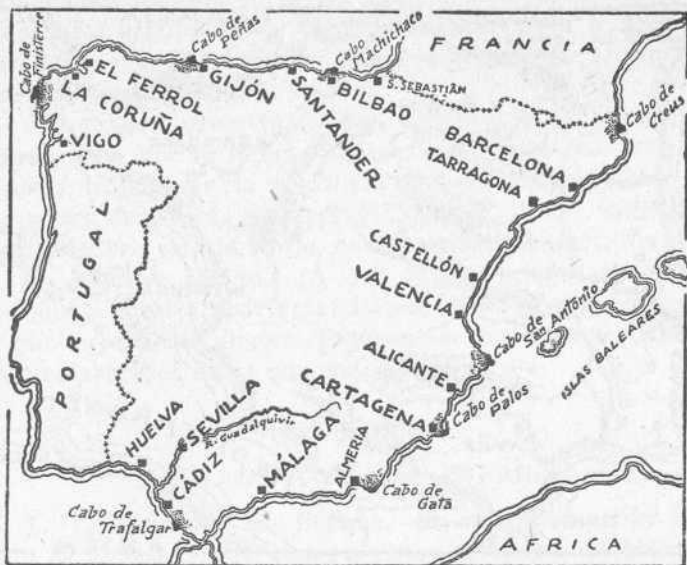 Cabo de
Finisterre
EL FERROL
LA CORUÑA
VIGO
Cabo de
Peñas
GIJÓN
SANTANDER
Cabo
Machichaco
BILBAO
S. SEBASTIÁN
FRANCIA
Cabo de
Creus
BARCELONA
TARRAGONA
CASTELLÓN
VALENCIA
Cabo de
San Antonio
ISLAS BALEARES
ALICANTE
CARTAGENA
Cabo de
Palos
PORTUGAL
HUELVA
SEVILLA
R. Guadalquivir
CÁDIZ
MÁLAGA
ALMERIA
Cabo de
Gata
Cabo de
Trafalgar
AFRICA